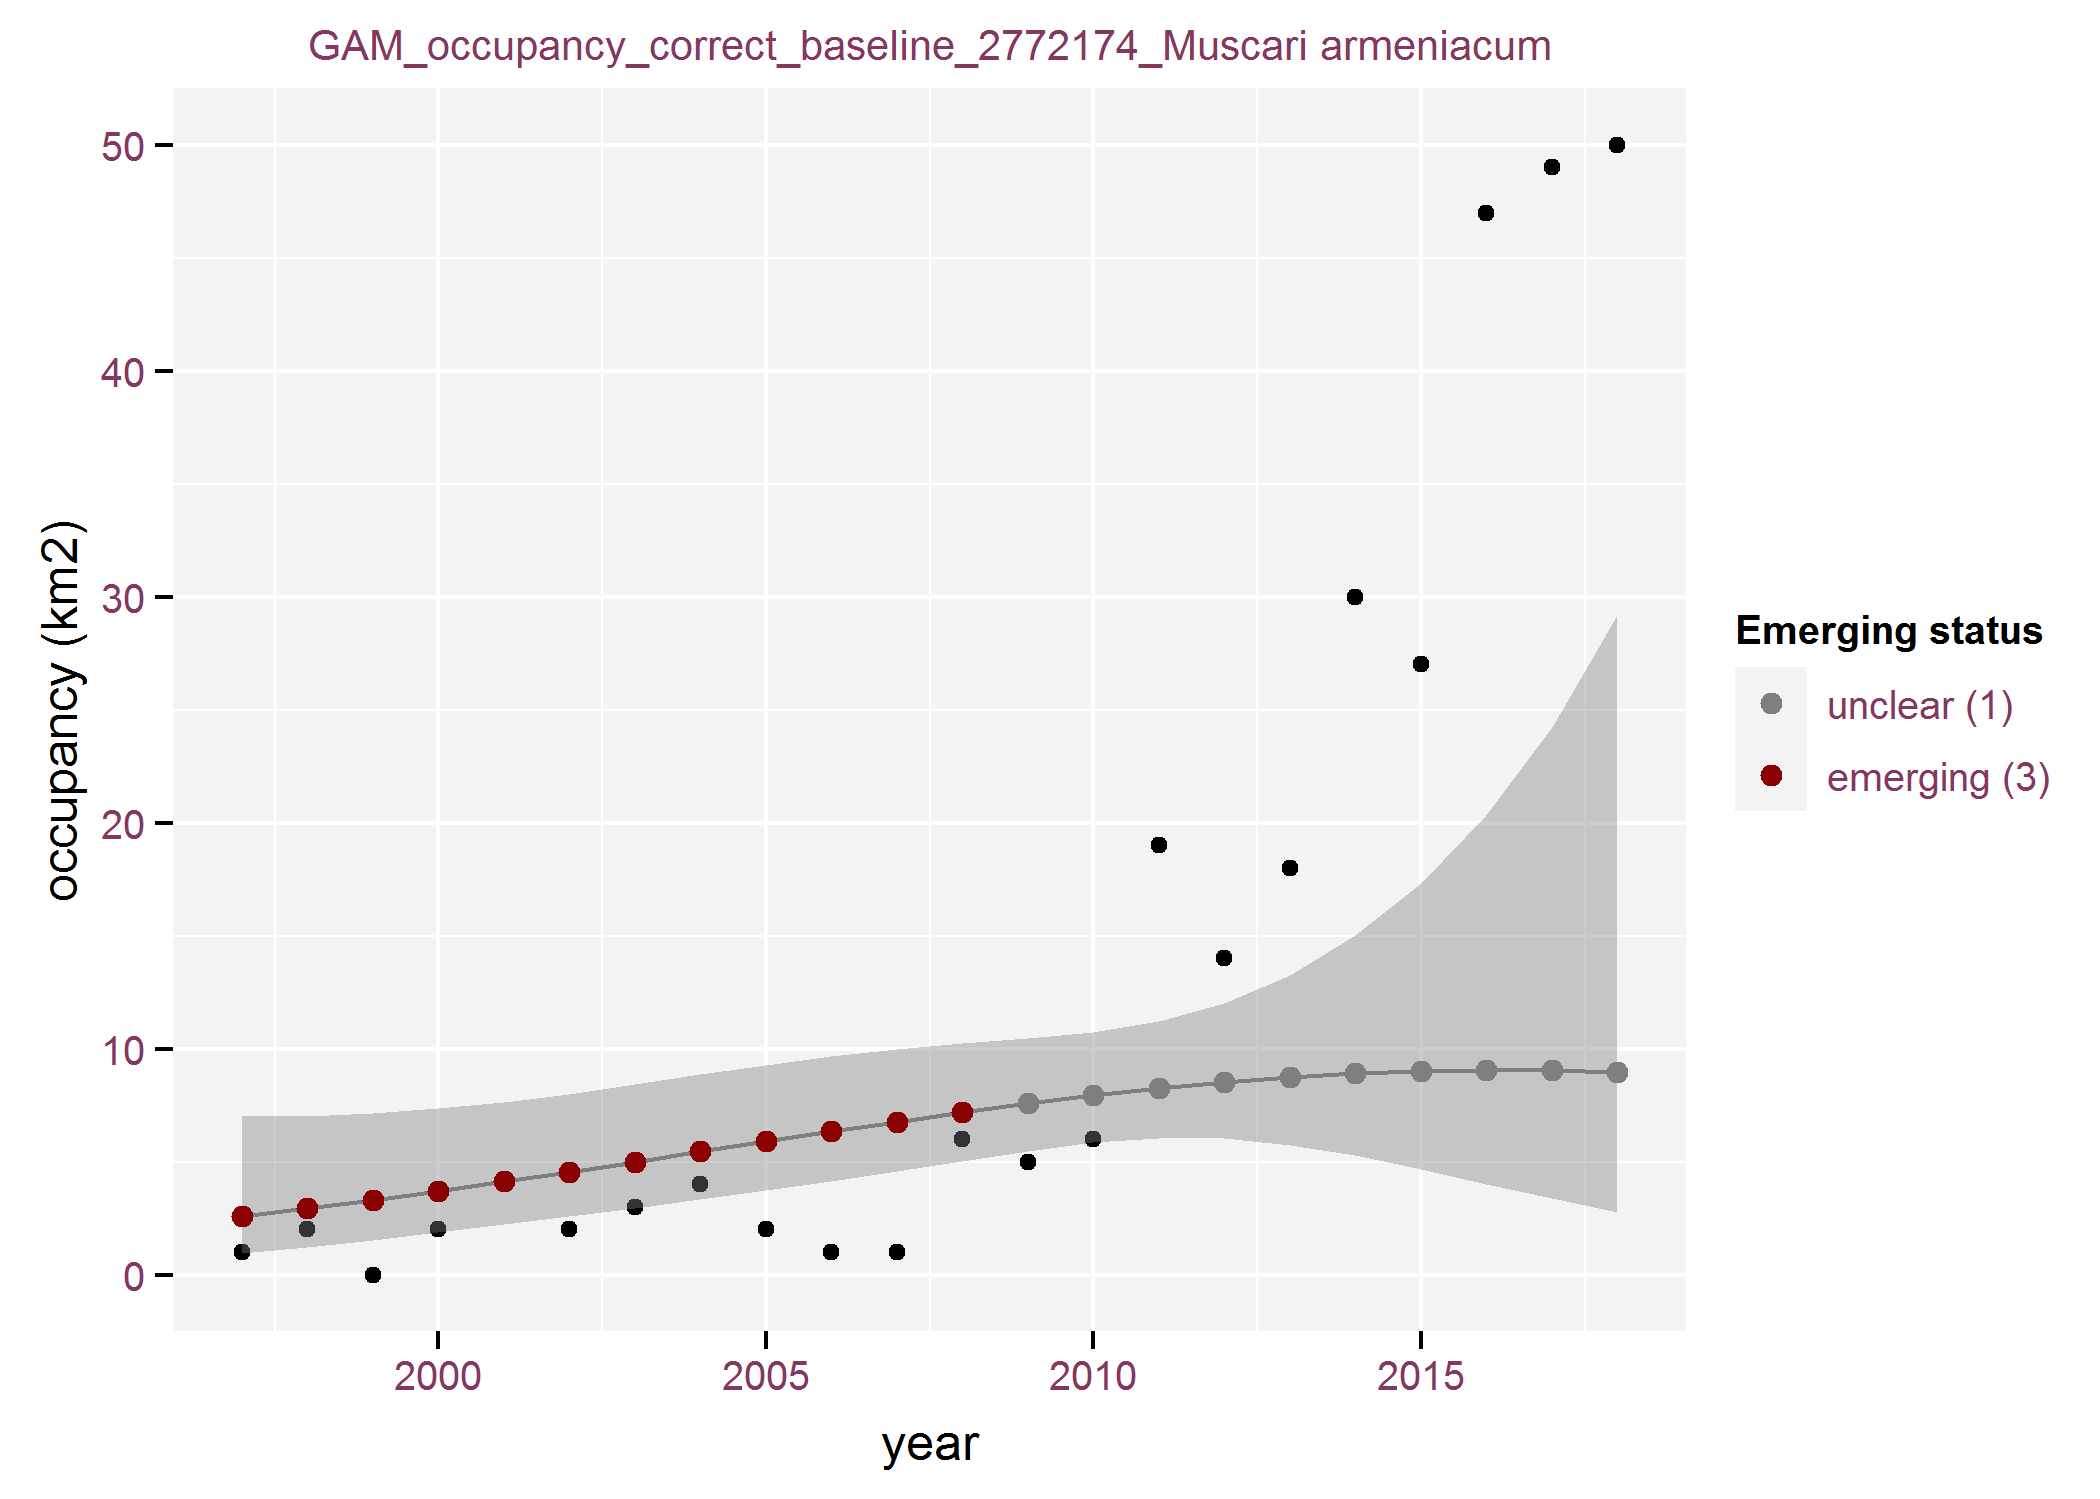 GAM_occupancy_correct_baseline_2772174_Muscari armeniacum
occupancy (km2)
50
40
30
20
10
0
2000 2005 2010 2015
year
Emerging status
unclear (1)
emerging (3)